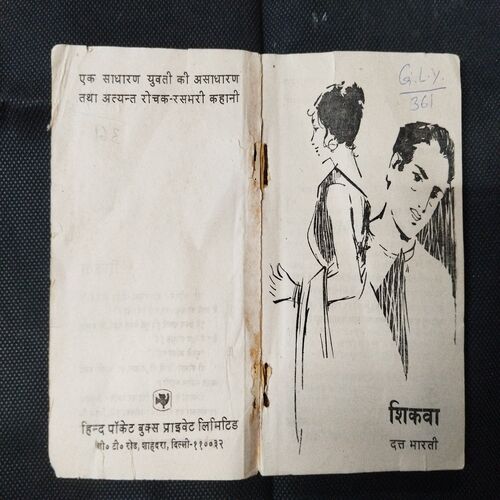 एक साधारण युवती की असाधारण
तथा अत्यन्त रोचक-रसभरी कहानी
हिन्द पॉकेट बुक्स प्राइवेट लिमिटिड
जी० टी० रोड, शाहदरा, दिल्ली-११००३२
G.L.Y.
361
शिकवा
दत्त भारती